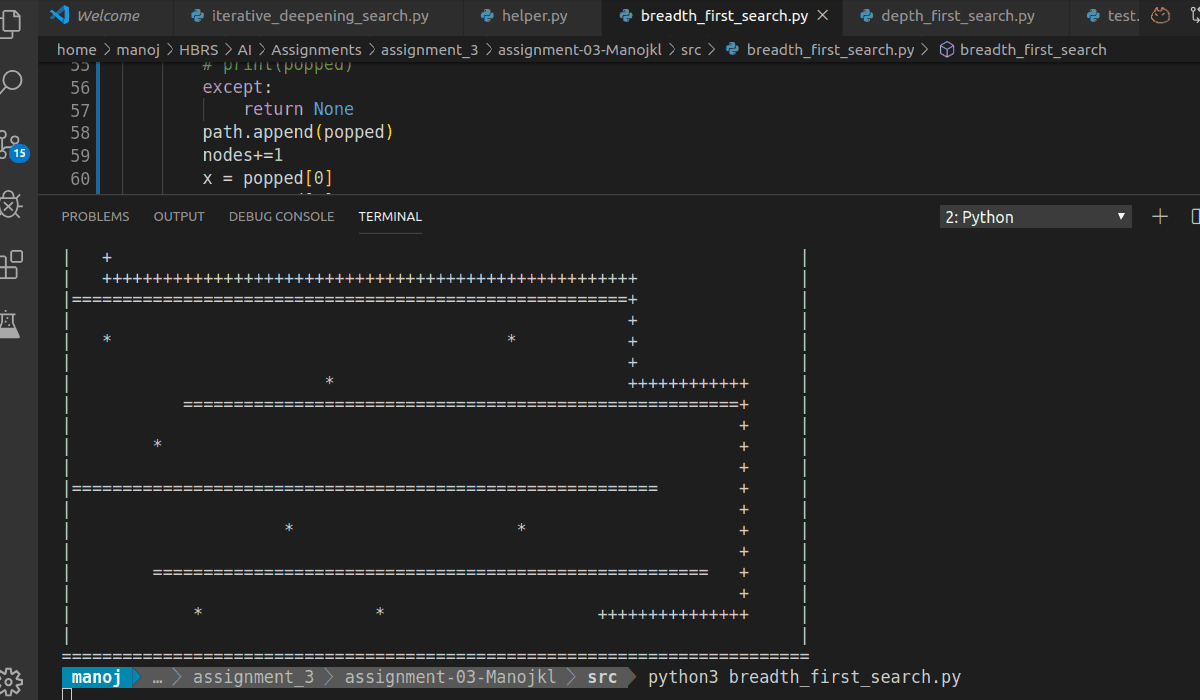 Welcome iterative_deepening_search.py helper.py breadth_first_search.py depth_first_search.py test.
home > manoj > HBRS > AI > Assignments > assignment_3 > assignment-03-Manojkl > src > breadth_first_search.py > breadth_first_search
55 # print(popped)
56 except:
57 return None
58 path.append(popped)
59 nodes+=1
60 x = popped[0]
15
PROBLEMS OUTPUT DEBUG CONSOLE TERMINAL 2: Python
|   +                                                                    |
|   +++++++++++++++++++++++++++++++++++++++++++++++++++++                |
|=======================================================+                |
|                                                       +                |
|   *                                       *           +                |
|                                                       +                |
|                         *                             ++++++++++++     |
|           =======================================================+     |
|                                                                  +     |
|        *                                                         +     |
|                                                                  +     |
|==========================================================        +     |
|                                                                  +     |
|                     *                      *                     +     |
|                                                                  +     |
|        =======================================================   +     |
|                                                                  +     |
|            *                 *                     +++++++++++++++     |
|                                                                        |
==========================================================================
manoj … assignment_3 assignment-03-Manojkl src python3 breadth_first_search.py